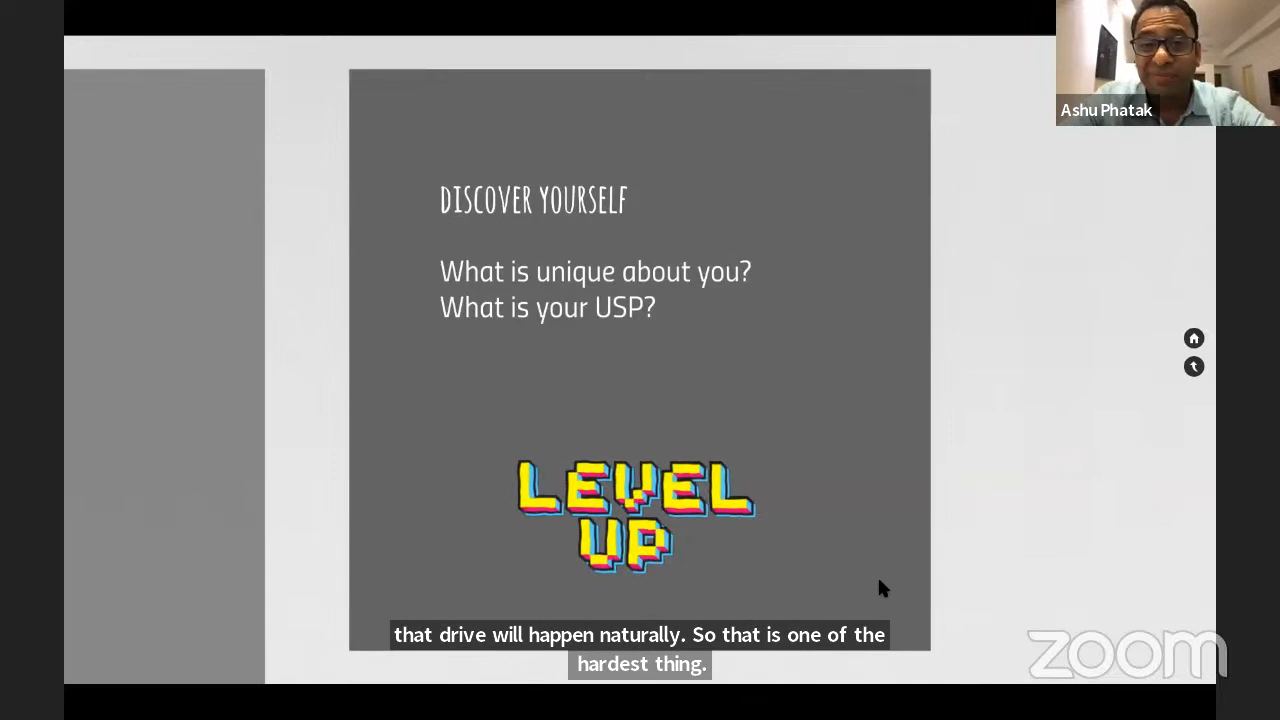 Ashu Phatak
DISCOVER YOURSELF
What is unique about you?
What is your USP?
LEVEL
UP
that drive will happen naturally. So that is one of the
hardest thing.
zoom